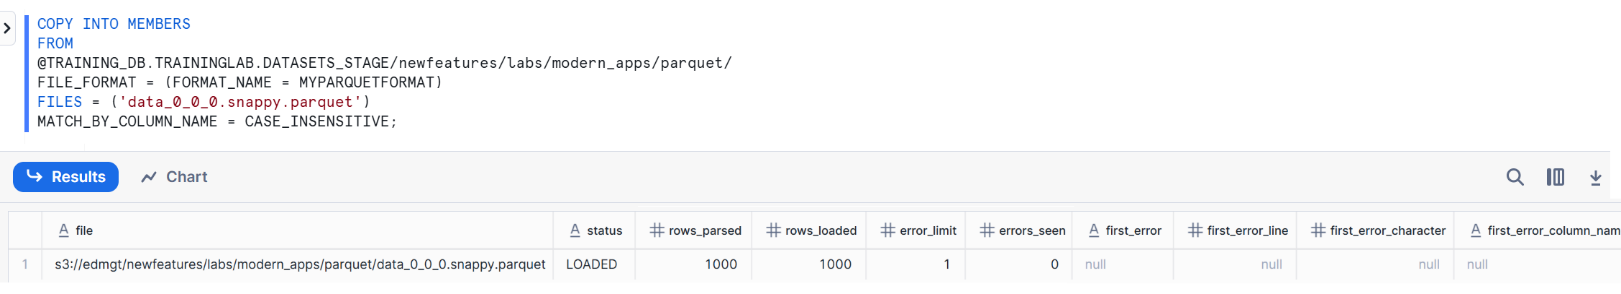 COPY INTO MEMBERS
FROM
@TRAINING_DB.TRAININGLAB.DATASETS_STAGE/newfeatures/labs/modern_apps/parquet/
FILE_FORMAT = (FORMAT_NAME = MYPARQUETFORMAT)
FILES = ('data_0_0_0.snappy.parquet')
MATCH_BY_COLUMN_NAME = CASE_INSENSITIVE;
Results Chart
A file A status # rows_parsed # rows_loaded # error_limit # errors_seen A first_error # first_error_line # first_error_character A first_error_column_nam
1 s3://edmgt/newfeatures/labs/modern_apps/parquet/data_0_0_0.snappy.parquet LOADED 1000 1000 1 0 null null null null